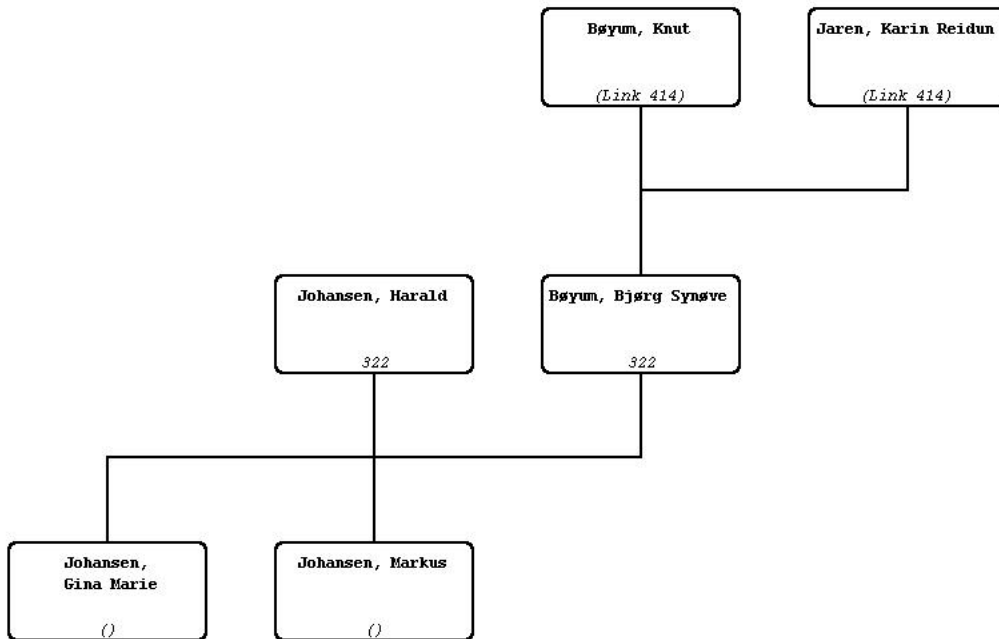 Bøyum, Knut
(Link 414)
Jaren, Karin Reidun
(Link 414)
Johansen, Harald
322
Bøyum, Bjørg Synøve
322
Johansen,
Gina Marie
()
Johansen, Markus
()